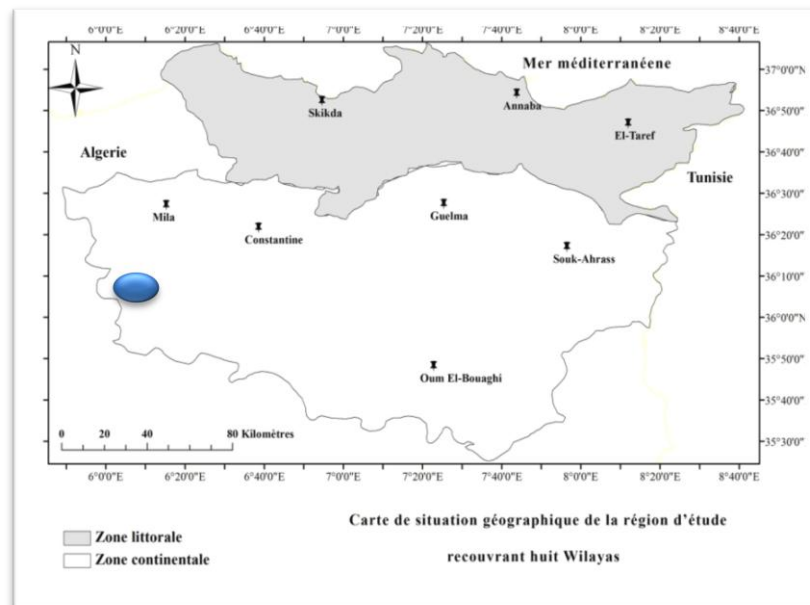 6°0'0"E 6°20'0"E 6°40'0"E 7°0'0"E 7°20'0"E 7°40'0"E 8°0'0"E 8°20'0"E 8°40'0"E
N
Mer méditerranéene
37°0'0"N
Skikda
Annaba
36°50'0"N
El-Taref
Algerie
36°40'0"N
Tunisie
36°30'0"N
Mila
Guelma
Constantine
36°20'0"N
Souk-Ahrass
36°10'0"N
36°0'0"N
35°50'0"N
Oum El-Bouaghi
35°40'0"N
0 20 40 80 Kilomètres
35°30'0"N
6°0'0"E 6°20'0"E 6°40'0"E 7°0'0"E 7°20'0"E 7°40'0"E 8°0'0"E 8°20'0"E 8°40'0"E
Zone littorale
Zone continentale
Carte de situation géographique de la région d'étude
recouvrant huit Wilayas